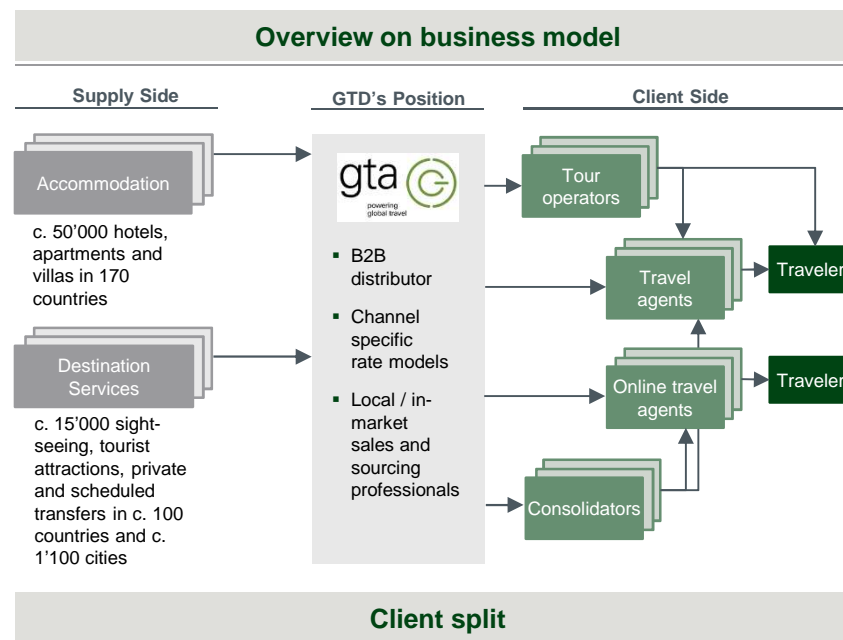 Overview on business model
Supply Side
GTD's Position
Client Side
Accommodation
c. 50'000 hotels,
apartments and
villas in 170
countries
Destination
Services
c. 15'000 sight-
seeing, tourist
attractions, private
and scheduled
transfers in c. 100
countries and c.
1'100 cities
gta
powering
global travel
▪ B2B
distributor
▪ Channel
specific
rate models
▪ Local / in-
market
sales and
sourcing
professionals
Tour
operators
Travel
agents
Traveler
Online travel
agents
Traveler
Consolidators
Client split